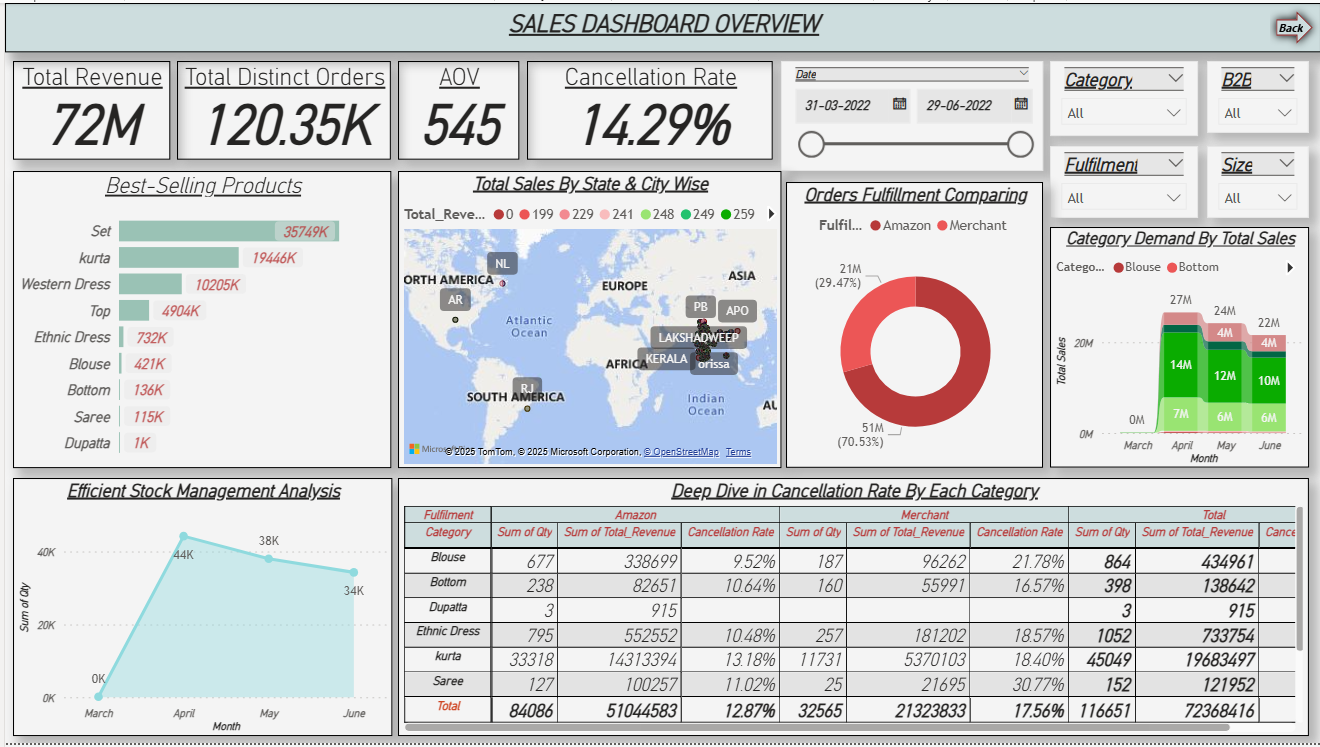 SALES DASHBOARD OVERVIEW
Back
Total Revenue
72M
Total Distinct Orders
120.35K
AOV
545
Cancellation Rate
14.29%
Date
31-03-2022 29-06-2022
Category
All
B2B
All
Fulfilment
All
Size
All
Best-Selling Products
Set 35749K
kurta 19446K
Western Dress 10205K
Top 4904K
Ethnic Dress 732K
Blouse 421K
Bottom 136K
Saree 115K
Dupatta 1K
Total Sales By State & City Wise
Total_Reve... 0 199 229 241 248 249 259
NL
ORTH AMERICA
EUROPE
ASIA
AR
PB
APO
Atlantic
Ocean
LAKSHADWEEP
AFRICA
KERALA
orissa
RJ
SOUTH AMERICA
Indian
Ocean
AU
© 2025 TomTom, © 2025 Microsoft Corporation, © OpenStreetMap Terms
Orders Fulfillment Comparing
Fulfil... Amazon Merchant
21M
(29.47%)
51M
(70.53%)
Category Demand By Total Sales
Catego... Blouse Bottom
Total Sales
20M
0M
0M
27M
24M
22M
4M
4M
14M
12M
10M
7M
6M
6M
March April May June
Month
Efficient Stock Management Analysis
Sum of Qty
40K
20K
0K
0K
44K
38K
34K
March April May June
Month
Deep Dive in Cancellation Rate By Each Category
Fulfilment Amazon Merchant Total
Category Sum of Qty Sum of Total_Revenue Cancellation Rate Sum of Qty Sum of Total_Revenue Cancellation Rate Sum of Qty Sum of Total_Revenue Cance
Blouse 677 338699 9.52% 187 96262 21.78% 864 434961
Bottom 238 82651 10.64% 160 55991 16.57% 398 138642
Dupatta 3 915 3 915
Ethnic Dress 795 552552 10.48% 257 181202 18.57% 1052 733754
kurta 33318 14313394 13.18% 11731 5370103 18.40% 45049 19683497
Saree 127 100257 11.02% 25 21695 30.77% 152 121952
Total 84086 51044583 12.87% 32565 21323833 17.56% 116651 72368416